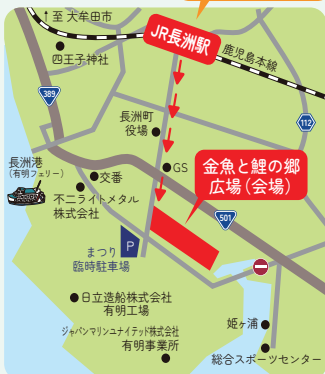 ↑至 大牟田市
JR長洲駅
四王子神社
鹿児島本線
389
112
長洲町
役場
長洲港
(有明フェリー)
交番
GS
金魚と鯉の郷
広場(会場)
不二ライトメタル
株式会社
501
P
まつり
臨時駐車場
日立造船株式会社
有明工場
姫ヶ浦
ジャパンマリンユナイテッド株式会社
有明事業所
総合スポーツセンター